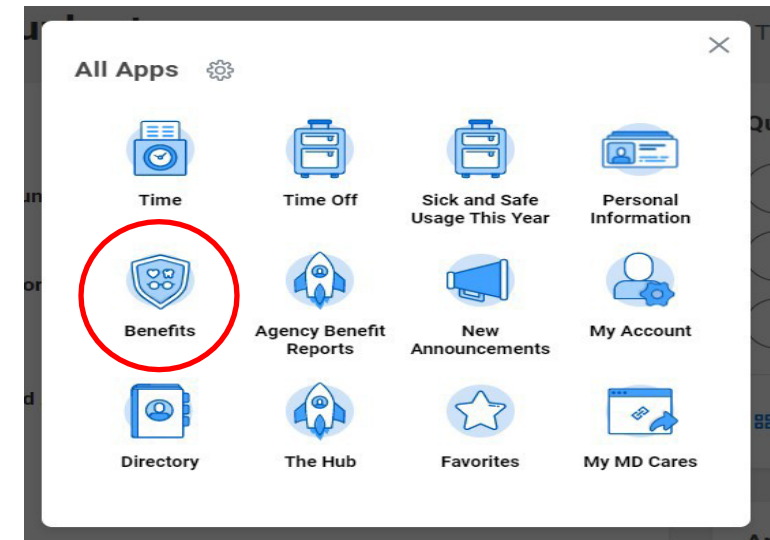 All Apps
Time
Time Off
Sick and Safe
Usage This Year
Personal
Information
Benefits
Agency Benefit
Reports
New
Announcements
My Account
Directory
The Hub
Favorites
My MD Cares